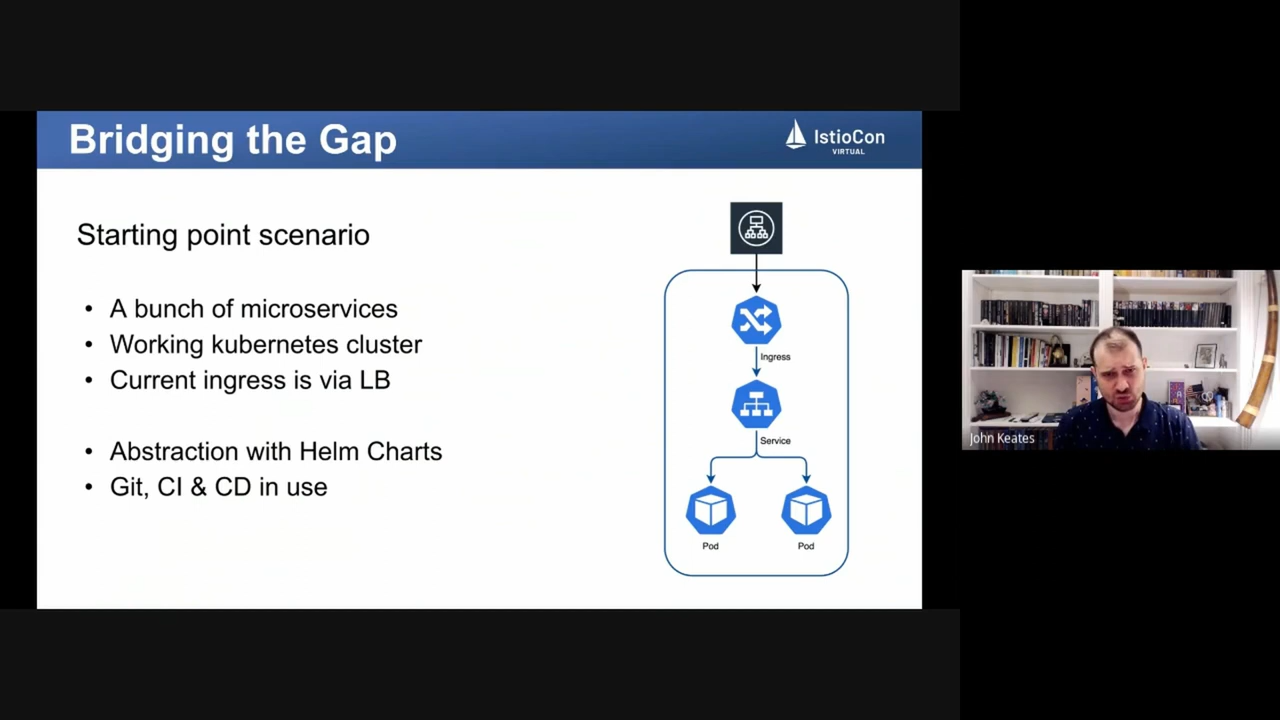 Bridging the Gap
IstioCon
VIRTUAL
Starting point scenario
• A bunch of microservices
• Working kubernetes cluster
• Current ingress is via LB
• Abstraction with Helm Charts
• Git, CI & CD in use
Ingress
Service
Pod
Pod
John Keates